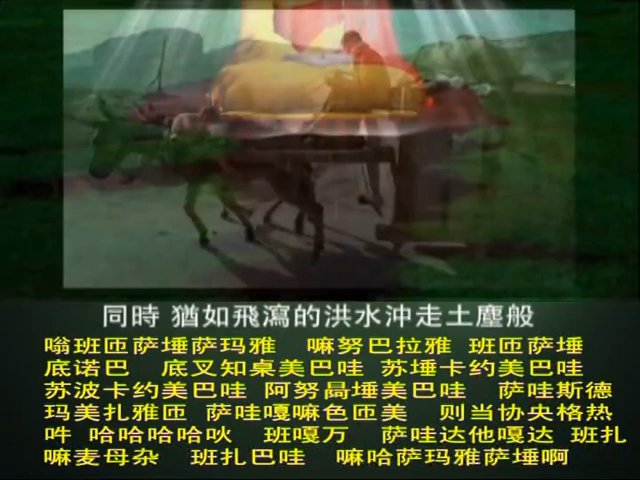 同時 猶如飛瀉的洪水沖走土塵般
嗡班匝萨埵萨玛雅 嘛努巴拉雅 班匝萨埵
底诺巴 底叉知桌美巴哇 苏埵卡约美巴哇
苏波卡约美巴哇 阿努晶埵美巴哇 萨哇斯德
玛美扎雅匝 萨哇嘎嘛色匝美 则当协央格热
吽 哈哈哈哈吙 班嘎万 萨哇达他嘎达 班扎
嘛麦母杂 班扎巴哇 嘛哈萨玛雅萨埵啊